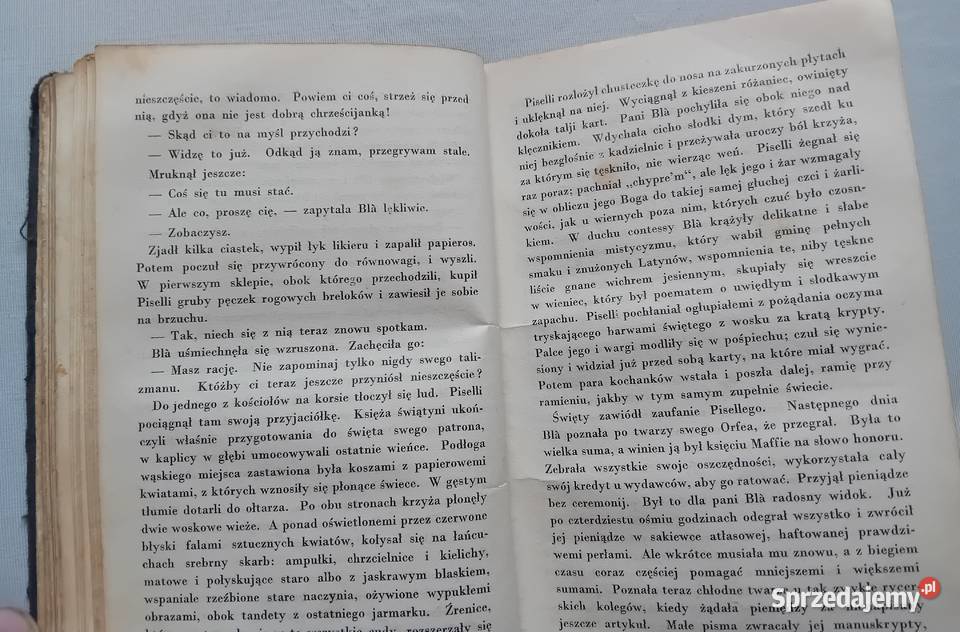 nieszczęście, to wiadomo. Powiem ci coś, strzeż się przed
nią, gdyż ona nie jest dobrą chrześcijanką!
— Skąd ci to na myśl przychodzi?
— Widzę to już. Odkąd ją znam, przegrywam stale.
Mruknął jeszcze:
— Coś się tu musi stać.
— Ale co, proszę cię, — zapytała Blà lękliwie.
— Zobaczysz.
Zjadł kilka ciastek, wypił łyk likieru i zapalił papieros.
Potem poczuł się przywrócony do równowagi, i wyszli.
W pierwszym sklepie, obok którego przechodzili, kupił
Piselli gruby pęczek rogowych breloków i zawiesił je sobie
na brzuchu.
— Tak, niech się z nią teraz znowu spotkam.
Blà uśmiechnęła się wzruszona. Zachęciła go:
— Masz rację. Nie zapominaj tylko nigdy swego tali-
zmanu. Któżby ci teraz jeszcze przyniósł nieszczęście?
Do jednego z kościołów na korsie tłoczył się lud. Piselli
pociągnął tam swoją przyjaciółkę. Księża świątyni ukoń-
czyli właśnie przygotowania do święta swego patrona,
w kaplicy w głębi umocowywali ostatnie wieńce. Podłoga
wąskiego miejsca zastawiona była koszami z papierowemi
kwiatami, z których wznosiły się płonące świece. W gęstym
tłumie dotarli do ołtarza. Po obu stronach krzyża płonęły
dwie woskowe wieże. A ponad oświetlonemi przez czerwone
błyski falami sztucznych kwiatów, kołysał się na łańcu-
chach srebrny skarb: ampułki, chrzcielnice i kielichy,
matowe i połyskujące staro albo z jaskrawym blaskiem,
wspaniale rzeźbione stare naczynia, ożywione wypukłemi
obrazami, obok tandety z ostatniego jarmarku. Źrenice,
rozszerzały się
Piselli rozłożył chusteczkę do nosa na zakurzonych płytach
i uklęknął na niej. Wyciągnął z kieszeni różaniec, owinięty
dokoła talji kart. Pani Blà pochyliła się obok niego nad
klęcznikiem. Wdychała cicho słodki dym, który szedł ku
niej bezgłośnie z kadzielnic i przeżywała uroczy ból krzyża,
za którym się tęskniło, nie wierząc weń. Piselli żegnał się
raz poraz; pachniał „chypre'm“, ale lęk jego i żar wzmagały
się w obliczu jego Boga do takiej samej głuchej czci i żarli-
wości, jak u wiernych poza nim, których czuć było czosn-
kiem. W duchu contessy Blà krążyły delikatne i słabe
wspomnienia mistycyzmu, który wabił gminę pełnych
smaku i znużonych Latynów, wspomnienia te, niby tęskne
liście gnane wichrem jesiennym, skupiały się wreszcie
w wieniec, który był poematem o uwiędłym i słodkawym
zapachu. Piselli pochłaniał ogłupiałemi z pożądania oczyma
tryskającego barwami świętego z wosku za kratą krypty.
Palce jego i wargi modliły się w pośpiechu; czuł się wynie-
siony i widział już przed sobą karty, na które miał wygrać.
Potem para kochanków wstała i poszła dalej, ramię przy
ramieniu, jakby w tym samym zupełnie świecie.
Święty zawiódł zaufanie Pisellego. Następnego dnia
Blà poznała po twarzy swego Orfea, że przegrał. Była to
wielka suma, a winien ją był księciu Maffie na słowo honoru.
Zebrała wszystkie swoje oszczędności, wykorzystała cały
swój kredyt u wydawców, aby go ratować. Przyjął pieniądze
bez ceremonij. Był to dla pani Blà radosny widok. Już
po czterdziestu ośmiu godzinach odegrał wszystko i zwrócił
jej pieniądze w sakiewce atłasowej, haftowanej prawdzi-
wemi perłami. Ale wkrótce musiała mu znowu, a z biegiem
czasu coraz częściej pomagać mniejszemi i większemi
sumami. Poznała teraz chłodne twarze u tak zwykle rycer-
skich kolegów, kiedy żądała pieniędzy za
jeszcze artykuł. Małe pisma zwracały jej manuskrypty,
Sprzedajemy.pl